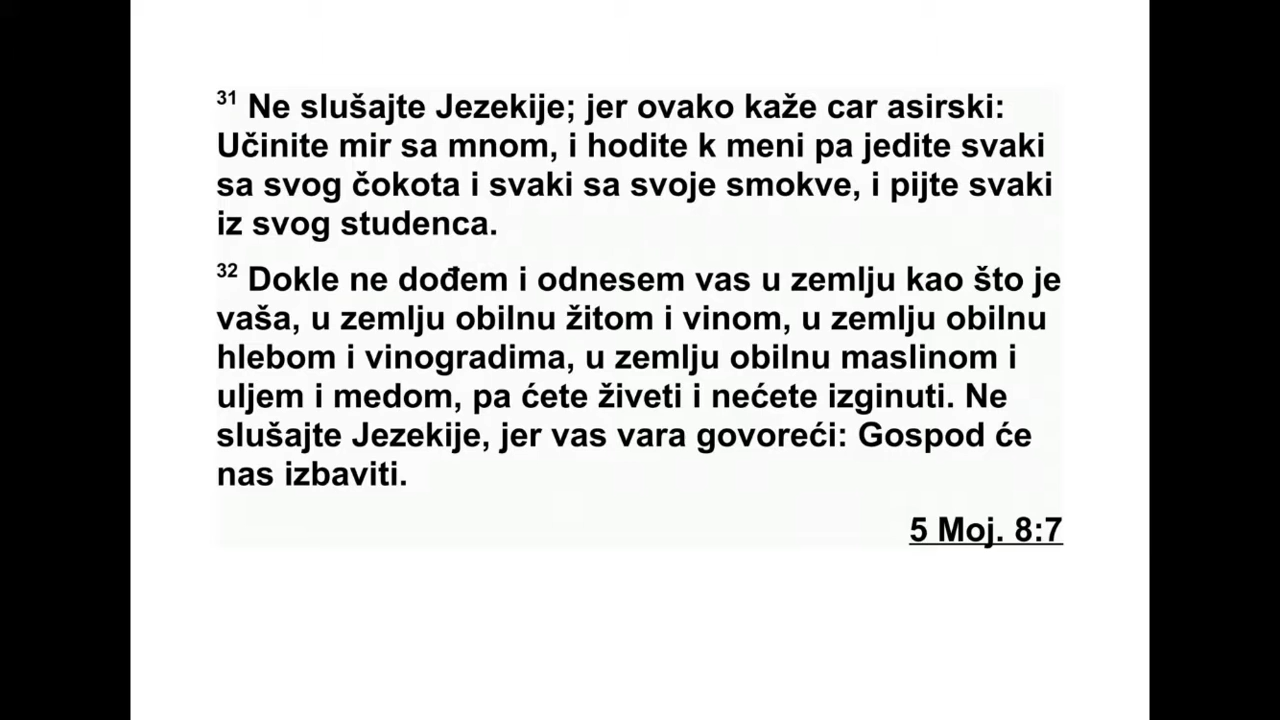 31 Ne slušajte Jezekije; jer ovako kaže car asirski:
Učinite mir sa mnom, i hodite k meni pa jedite svaki
sa svog čokota i svaki sa svoje smokve, i pijte svaki
iz svog studenca.
32 Dokle ne dođem i odnesem vas u zemlju kao što je
vaša, u zemlju obilnu žitom i vinom, u zemlju obilnu
hlebom i vinogradima, u zemlju obilnu maslinom i
uljem i medom, pa ćete živeti i nećete izginuti. Ne
slušajte Jezekije, jer vas vara govoreći: Gospod će
nas izbaviti.
5 Moj. 8:7